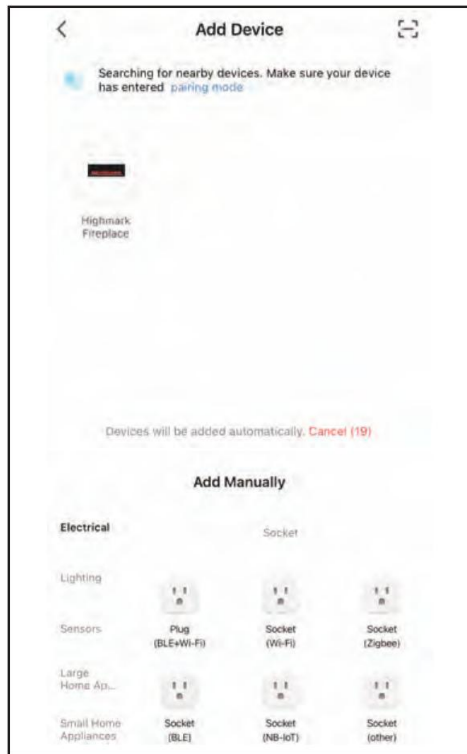 Add Device
Searching for nearby devices. Make sure your device
has entered pairing mode
Highmark
Fireplace
Devices will be added automatically. Cancel (19)
Add Manually
Electrical
Socket
Lighting
Sensors
Plug
(BLE+Wi-Fi)
Socket
(Wi-Fi)
Socket
(Zigbee)
Large
Home Ap...
Small Home
Appliances
Socket
(BLE)
Socket
(NB-IoT)
Socket
(other)